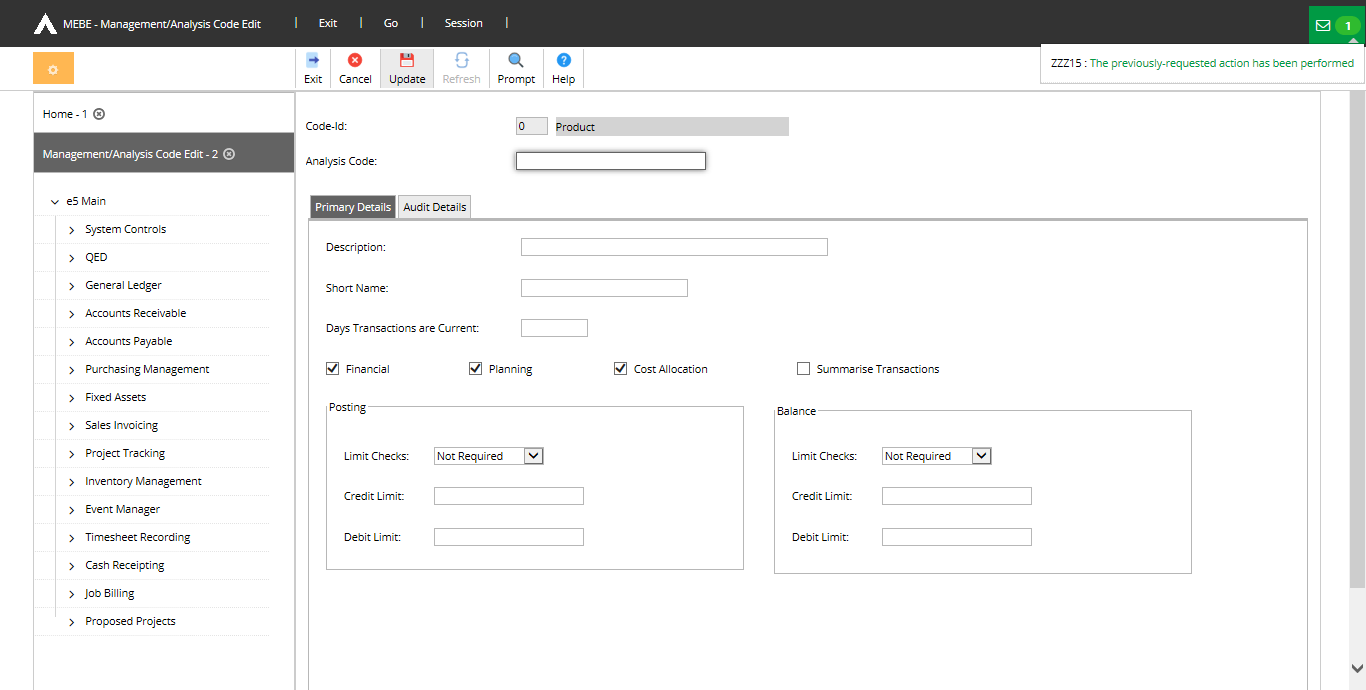 MEBE - Management/Analysis Code Edit | Exit | Go | Session |
1
Exit Cancel Update Refresh Prompt Help
ZZZ15 : The previously-requested action has been performed
Home - 1
Management/Analysis Code Edit - 2
e5 Main
System Controls
QED
General Ledger
Accounts Receivable
Accounts Payable
Purchasing Management
Fixed Assets
Sales Invoicing
Project Tracking
Inventory Management
Event Manager
Timesheet Recording
Cash Receipting
Job Billing
Proposed Projects
Code-Id: 0 Product
Analysis Code:
Primary Details Audit Details
Description:
Short Name:
Days Transactions are Current:
Financial Planning Cost Allocation Summarise Transactions
Posting
Limit Checks: Not Required
Credit Limit:
Debit Limit:
Balance
Limit Checks: Not Required
Credit Limit:
Debit Limit: